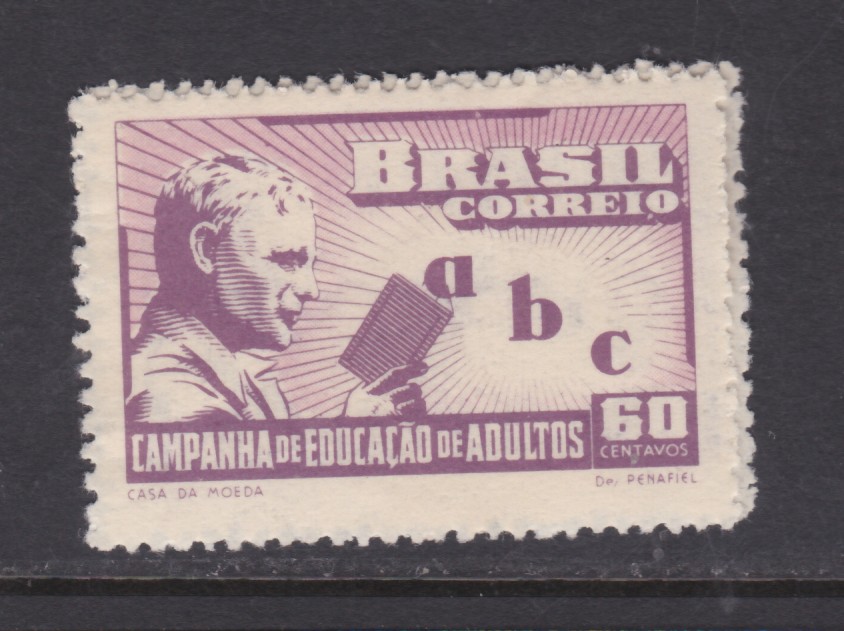 BRASIL
CORREIO
a
b
c
60
CENTAVOS
CAMPANHA DE EDUCAÇÃO DE ADULTOS
CASA DA MOEDA
De, PENAFIEL